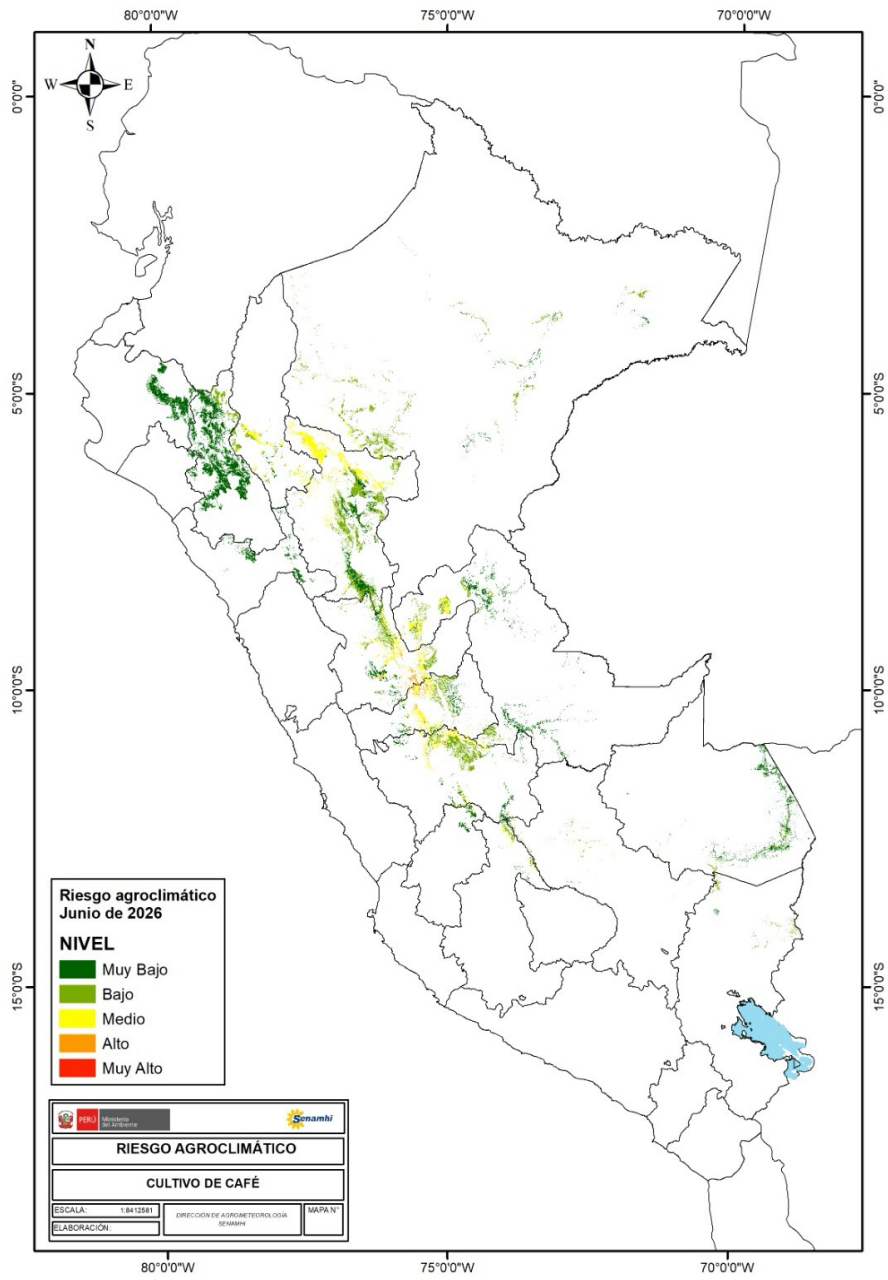 80°0'0"W 75°0'0"W 70°0'0"W
N
W E
S
0°0'0" 0°0'0"
5°0'0"S 5°0'0"S
10°0'0"S 10°0'0"S
15°0'0"S 15°0'0"S
Riesgo agroclimático
Junio de 2026
NIVEL
Muy Bajo
Bajo
Medio
Alto
Muy Alto
PERÚ Ministerio
del Ambiente
Senamhi
RIESGO AGROCLIMÁTICO
CULTIVO DE CAFÉ
ESCALA: 1:8412581
ELABORACIÓN:
DIRECCIÓN DE AGROMETEOROLOGÍA
SENAMHI
MAPA N°
80°0'0"W 75°0'0"W 70°0'0"W